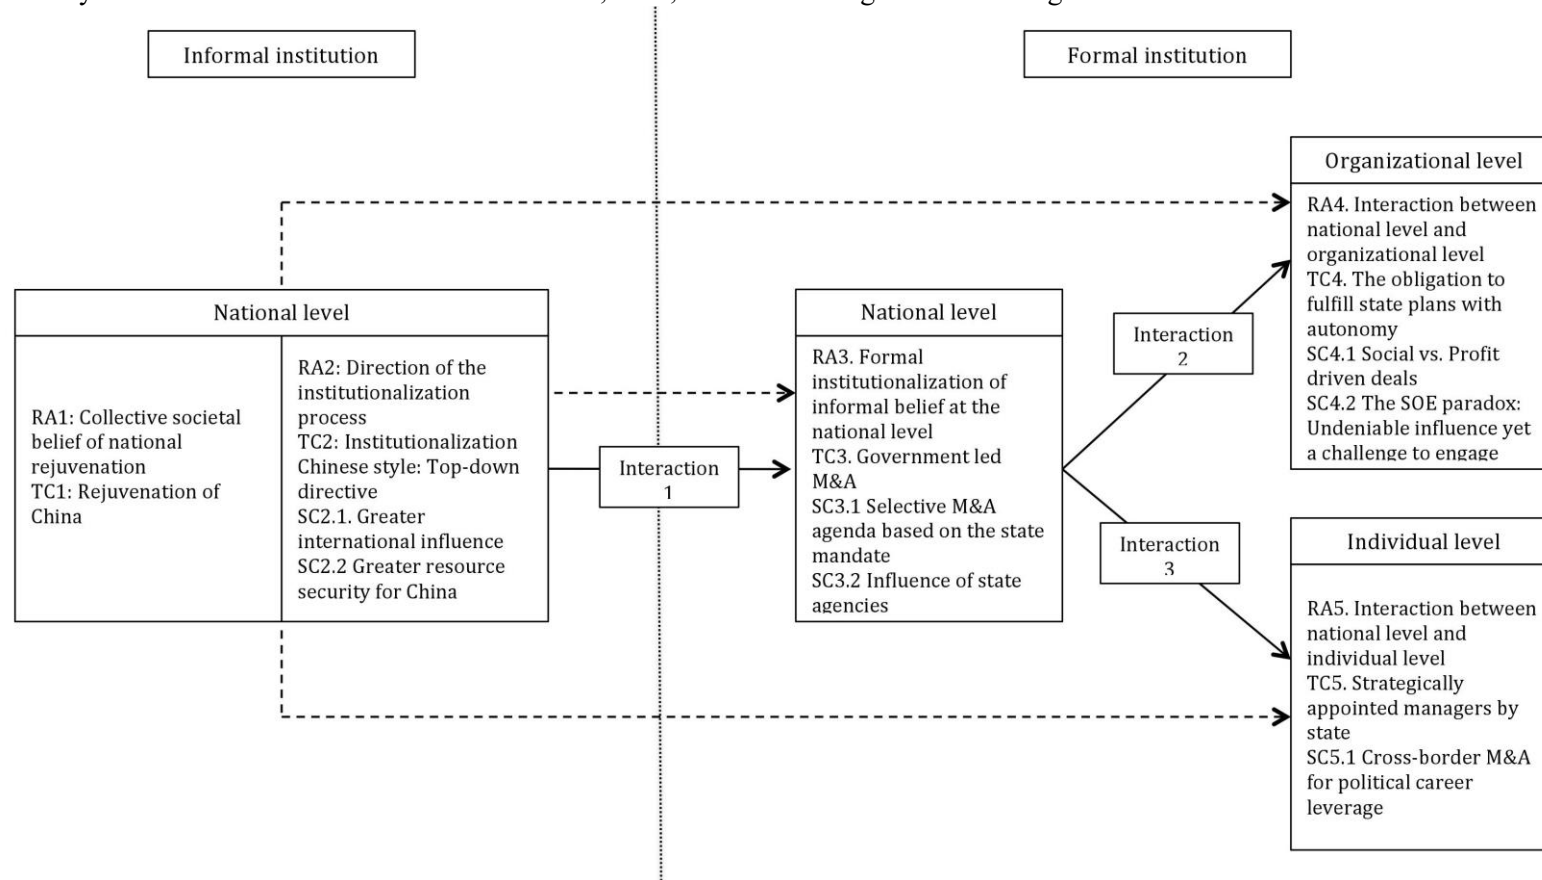 Informal institution
Formal institution
Organizational level
RA4. Interaction between
national level and
organizational level
TC4. The obligation to
fulfill state plans with
autonomy
SC4.1 Social vs. Profit
driven deals
SC4.2 The SOE paradox:
Undeniable influence yet
a challenge to engage
National level
RA1: Collective societal
belief of national
rejuvenation
TC1: Rejuvenation of
China
RA2: Direction of the
institutionalization
process
TC2: Institutionalization
Chinese style: Top-down
directive
SC2.1. Greater
international influence
SC2.2 Greater resource
security for China
Interaction
1
National level
RA3. Formal
institutionalization of
informal belief at the
national level
TC3. Government led
M&A
SC3.1 Selective M&A
agenda based on the state
mandate
SC3.2 Influence of state
agencies
Interaction
2
Interaction
3
Individual level
RA5. Interaction between
national level and
individual level
TC5. Strategically
appointed managers by
state
SC5.1 Cross-border M&A
for political career
leverage